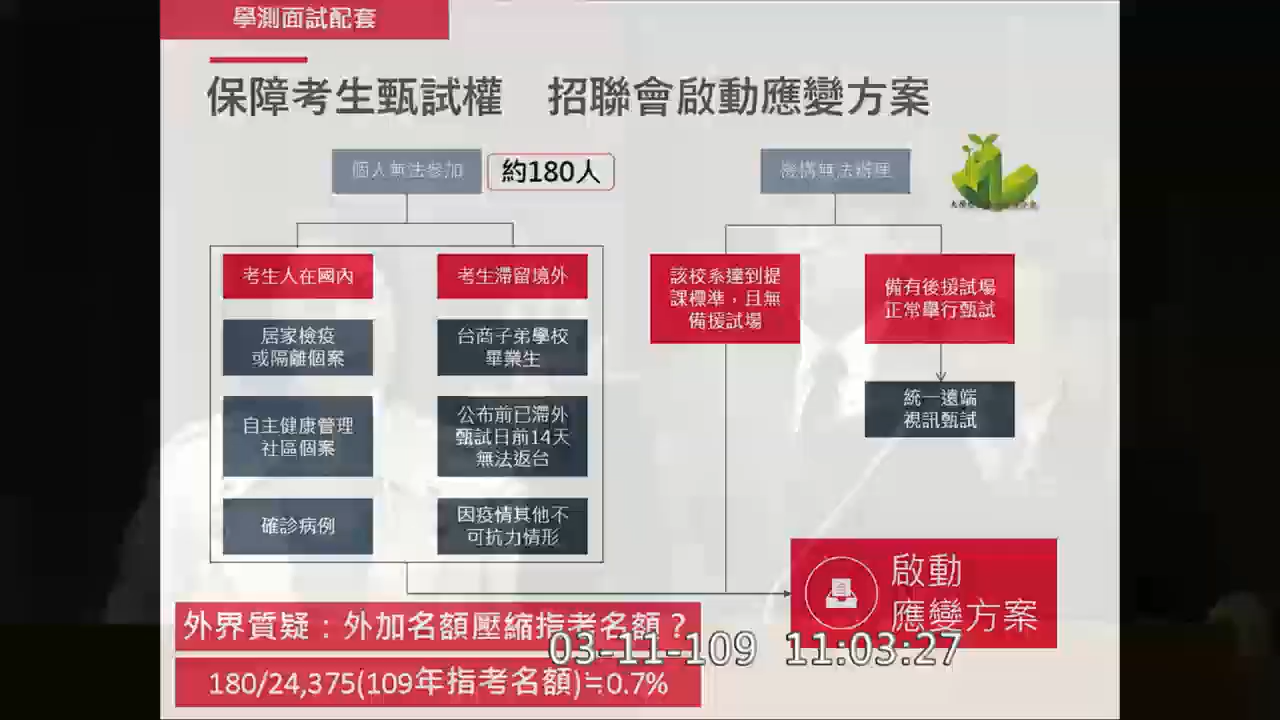 學測面試配套
保障考生甄試權　招聯會啟動應變方案
個人無法參加
約180人
機構無法辦理
考生人在國內
居家檢疫
或隔離個案
自主健康管理
社區個案
確診病例
考生滯留境外
台商子弟學校
畢業生
公布前已滯外
甄試日前14天
無法返台
因疫情其他不
可抗力情形
該校系達到提
課標準，且無
備援試場
備有後援試場
正常舉行甄試
統一遠端
視訊甄試
啟動
應變方案
外界質疑：外加名額壓縮指考名額？
180/24,375(109年指考名額)≒0.7%
03-11-109 11:03:27